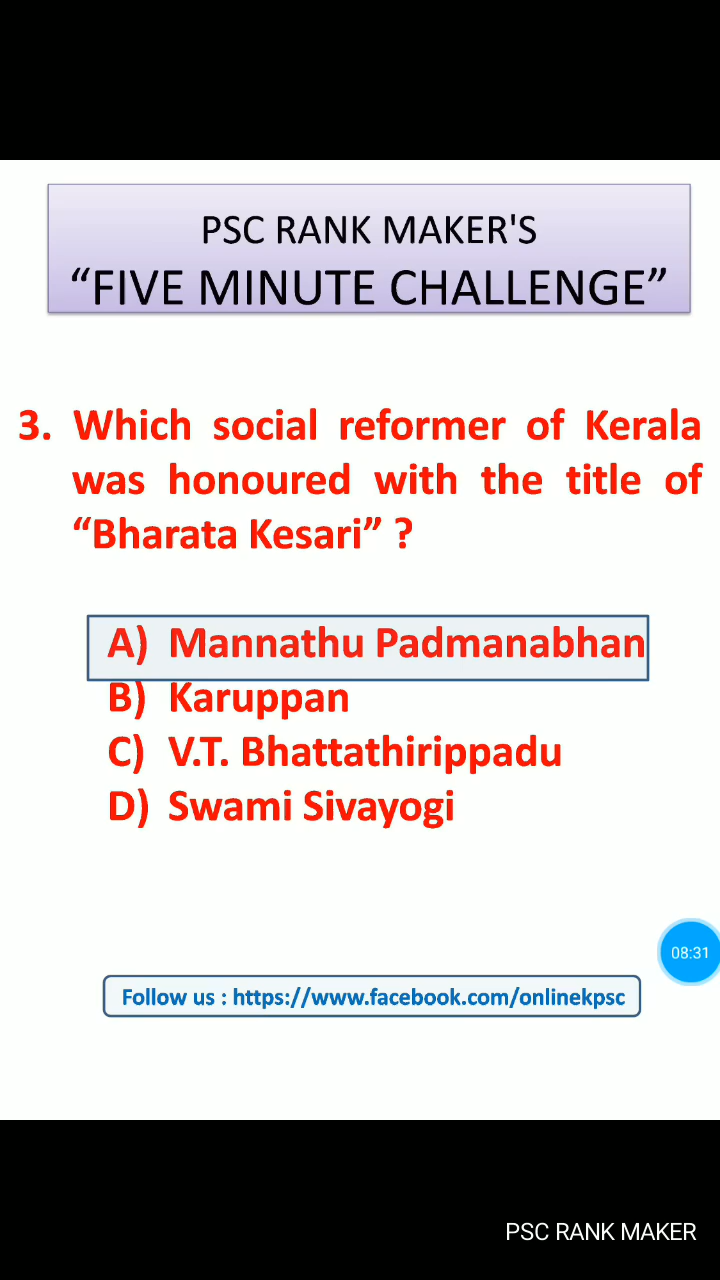 PSC RANK MAKER'S
“FIVE MINUTE CHALLENGE”
3. Which social reformer of Kerala
was honoured with the title of
“Bharata Kesari” ?
A) Mannathu Padmanabhan
B) Karuppan
C) V.T. Bhattathirippadu
D) Swami Sivayogi
08:31
Follow us : https://www.facebook.com/onlinekpsc
PSC RANK MAKER